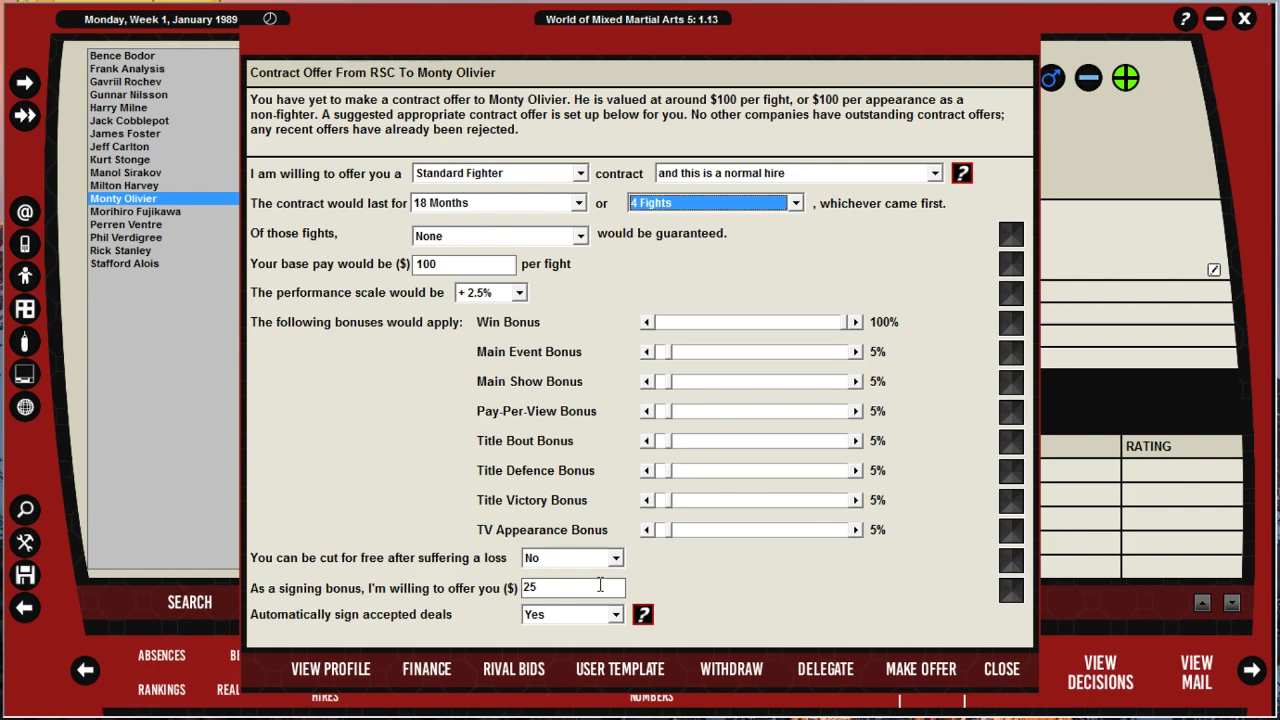 Monday, Week 1, January 1989
World of Mixed Martial Arts 5: 1.13
?
X
Bence Bodor
Frank Analysis
Gavriil Rochev
Gunnar Nilsson
Harry Milne
Jack Cobblepot
James Foster
Jeff Carlton
Kurt Stonge
Manol Sirakov
Milton Harvey
Monty Olivier
Morihiro Fujikawa
Perren Ventre
Phil Verdigree
Rick Stanley
Stafford Alois
@
Contract Offer From RSC To Monty Olivier
You have yet to make a contract offer to Monty Olivier. He is valued at around $100 per fight, or $100 per appearance as a
non-fighter. A suggested appropriate contract offer is set up below for you. No other companies have outstanding contract offers;
any recent offers have already been rejected.
I am willing to offer you a Standard Fighter contract and this is a normal hire ?
The contract would last for 18 Months or 4 Fights , whichever came first.
Of those fights, None would be guaranteed.
Your base pay would be ($) 100 per fight
The performance scale would be + 2.5%
The following bonuses would apply: Win Bonus 100%
Main Event Bonus 5%
Main Show Bonus 5%
Pay-Per-View Bonus 5%
Title Bout Bonus 5%
Title Defence Bonus 5%
Title Victory Bonus 5%
TV Appearance Bonus 5%
You can be cut for free after suffering a loss No
As a signing bonus, I'm willing to offer you ($) 25
Automatically sign accepted deals Yes ?
VIEW PROFILE FINANCE RIVAL BIDS USER TEMPLATE WITHDRAW DELEGATE MAKE OFFER CLOSE
RATING
SEARCH
ABSENCES
RANKINGS
HIRES
NUMBERS
VIEW
DECISIONS
VIEW
MAIL